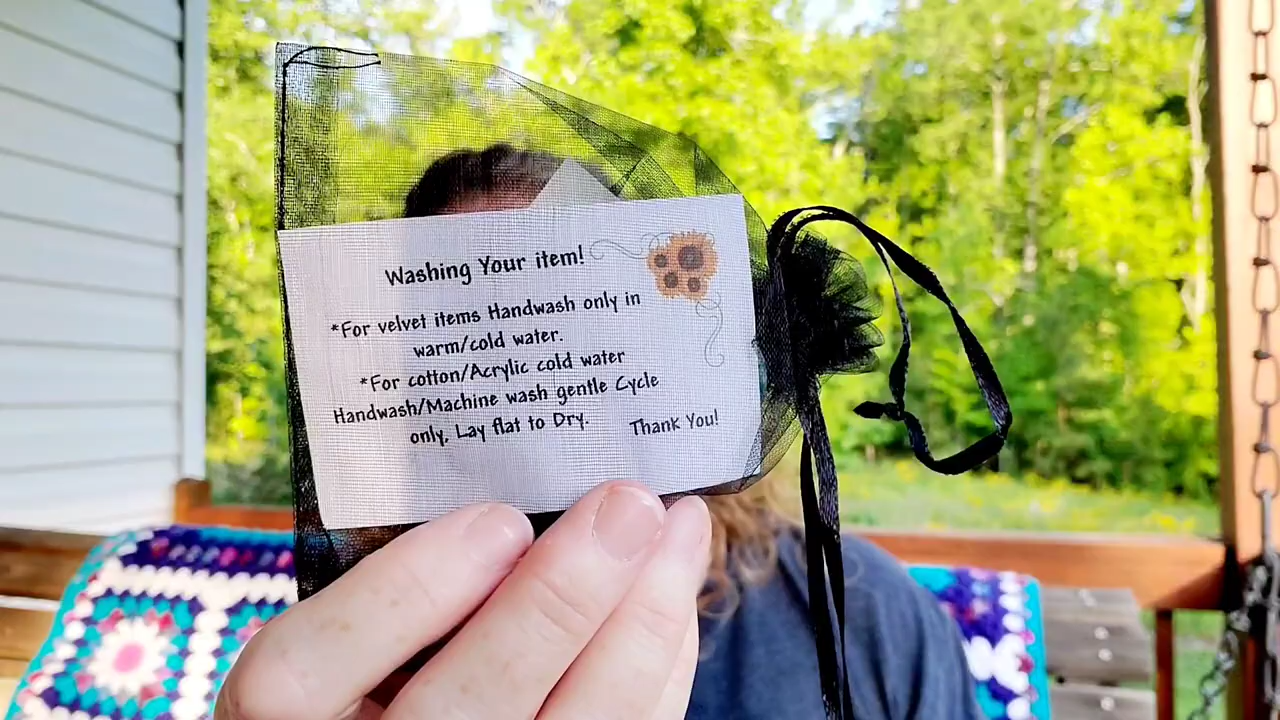 Washing Your item!
*For velvet items Handwash only in
warm/cold water.
*For cotton/Acrylic cold water
Handwash/Machine wash gentle Cycle
only. Lay flat to Dry.
Thank You!